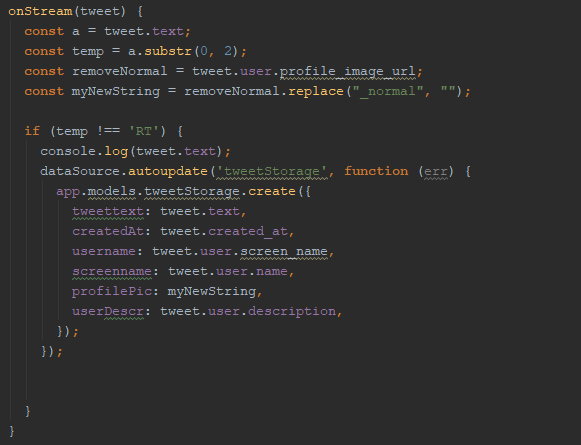 onStream(tweet) {
const a = tweet.text;
const temp = a.substr(0, 2);
const removeNormal = tweet.user.profile_image_url;
const myNewString = removeNormal.replace("_normal", "");
if (temp !== 'RT') {
console.log(tweet.text);
dataSource.autoupdate('tweetStorage', function (err) {
app.models.tweetStorage.create({
tweettext: tweet.text,
createdAt: tweet.created_at,
username: tweet.user.screen_name,
screenname: tweet.user.name,
profilePic: myNewString,
userDescr: tweet.user.description,
});
});
}
}